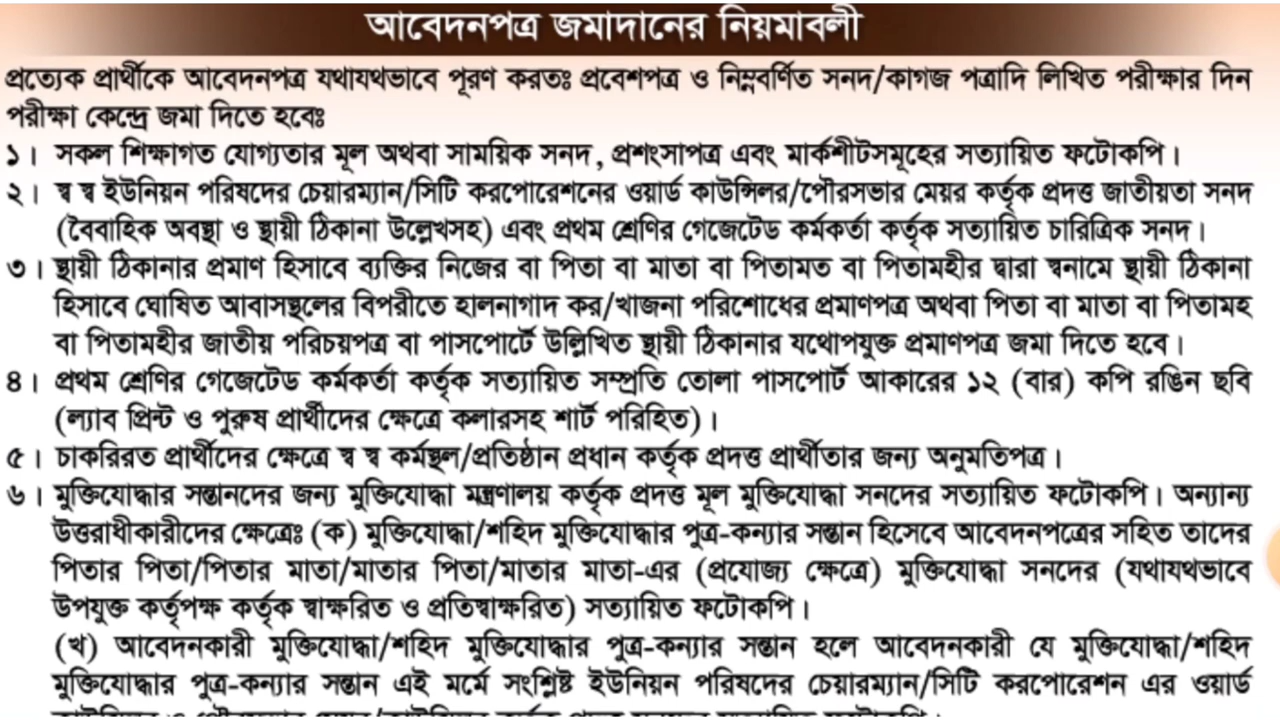 আবেদনপত্র জমাদানের নিয়মাবলী
প্রত্যেক প্রার্থীকে আবেদনপত্র যথাযথভাবে পূরণ করতঃ প্রবেশপত্র ও নিম্নবর্ণিত সনদ/কাগজ পত্রাদি লিখিত পরীক্ষার দিন
পরীক্ষা কেন্দ্রে জমা দিতে হবেঃ
১। সকল শিক্ষাগত যোগ্যতার মূল অথবা সাময়িক সনদ, প্রশংসাপত্র এবং মার্কশীটসমূহের সত্যায়িত ফটোকপি।
২। স্ব স্ব ইউনিয়ন পরিষদের চেয়ারম্যান/সিটি করপোরেশনের ওয়ার্ড কাউন্সিলর/পৌরসভার মেয়র কর্তৃক প্রদত্ত জাতীয়তা সনদ
(বৈবাহিক অবস্থা ও স্থায়ী ঠিকানা উল্লেখসহ) এবং প্রথম শ্রেণির গেজেটেড কর্মকর্তা কর্তৃক সত্যায়িত চারিত্রিক সনদ।
৩। স্থায়ী ঠিকানার প্রমাণ হিসাবে ব্যক্তির নিজের বা পিতা বা মাতা বা পিতামত বা পিতামহীর দ্বারা স্বনামে স্থায়ী ঠিকানা
হিসাবে ঘোষিত আবাসস্থলের বিপরীতে হালনাগাদ কর/খাজনা পরিশোধের প্রমাণপত্র অথবা পিতা বা মাতা বা পিতামহ
বা পিতামহীর জাতীয় পরিচয়পত্র বা পাসপোর্টে উল্লিখিত স্থায়ী ঠিকানার যথোপযুক্ত প্রমাণপত্র জমা দিতে হবে।
৪। প্রথম শ্রেণির গেজেটেড কর্মকর্তা কর্তৃক সত্যায়িত সম্প্রতি তোলা পাসপোর্ট আকারের ১২ (বার) কপি রঙিন ছবি
(ল্যাব প্রিন্ট ও পুরুষ প্রার্থীদের ক্ষেত্রে কলারসহ শার্ট পরিহিত)।
৫। চাকরিরত প্রার্থীদের ক্ষেত্রে স্ব স্ব কর্মস্থল/প্রতিষ্ঠান প্রধান কর্তৃক প্রদত্ত প্রার্থীতার জন্য অনুমতিপত্র।
৬। মুক্তিযোদ্ধার সন্তানদের জন্য মুক্তিযোদ্ধা মন্ত্রণালয় কর্তৃক প্রদত্ত মূল মুক্তিযোদ্ধা সনদের সত্যায়িত ফটোকপি। অন্যান্য
উত্তরাধীকারীদের ক্ষেত্রেঃ (ক) মুক্তিযোদ্ধা/শহিদ মুক্তিযোদ্ধার পুত্র-কন্যার সন্তান হিসেবে আবেদনপত্রের সহিত তাদের
পিতার পিতা/পিতার মাতা/মাতার পিতা/মাতার মাতা-এর (প্রযোজ্য ক্ষেত্রে) মুক্তিযোদ্ধা সনদের (যথাযথভাবে
উপযুক্ত কর্তৃপক্ষ কর্তৃক স্বাক্ষরিত ও প্রতিস্বাক্ষরিত) সত্যায়িত ফটোকপি।
(খ) আবেদনকারী মুক্তিযোদ্ধা/শহিদ মুক্তিযোদ্ধার পুত্র-কন্যার সন্তান হলে আবেদনকারী যে মুক্তিযোদ্ধা/শহিদ
মুক্তিযোদ্ধার পুত্র-কন্যার সন্তান এই মর্মে সংশ্লিষ্ট ইউনিয়ন পরিষদের চেয়ারম্যান/সিটি করপোরেশন এর ওয়ার্ড